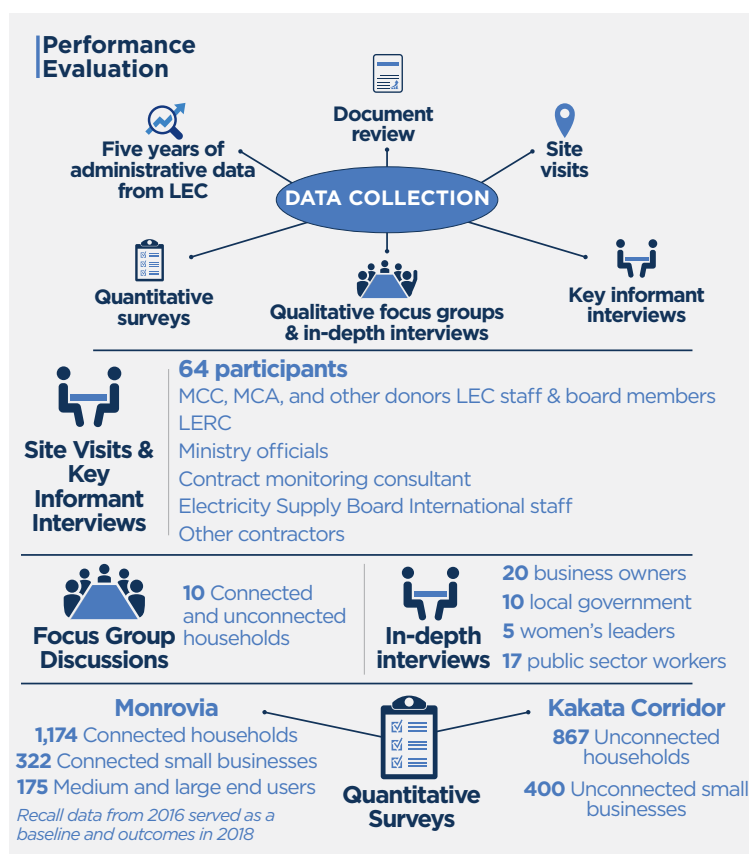 Performance
Evaluation
Document
review
Five years of
administrative data
from LEC
Site
visits
DATA COLLECTION
Quantitative
surveys
Qualitative focus groups
& in-depth interviews
Key informant
interviews
Site Visits &
Key
Informant
Interviews
64 participants
MCC, MCA, and other donors LEC staff & board members
LERC
Ministry officials
Contract monitoring consultant
Electricity Supply Board International staff
Other contractors
Focus Group
Discussions
10 Connected
and unconnected
households
In-depth
interviews
20 business owners
10 local government
5 women's leaders
17 public sector workers
Monrovia
1,174 Connected households
322 Connected small businesses
175 Medium and large end users
Recall data from 2016 served as a
baseline and outcomes in 2018
Quantitative
Surveys
Kakata Corridor
867 Unconnected
households
400 Unconnected small
businesses